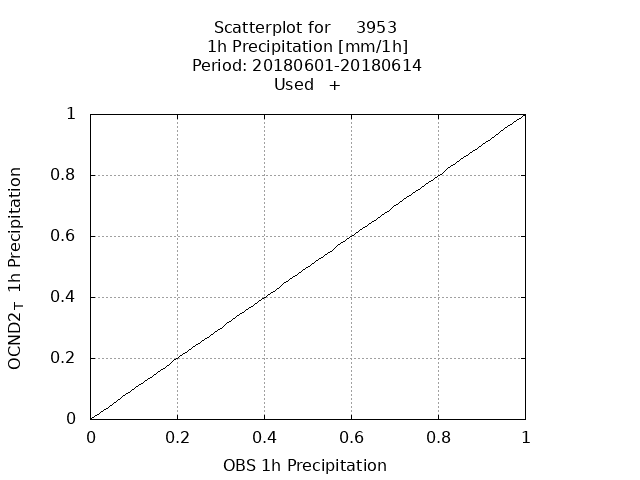 Scatterplot for 3953
1h Precipitation [mm/1h]
Period: 20180601-20180614
Used +
1
0.8
0.6
0.4
0.2
0
0 0.2 0.4 0.6 0.8 1
OCND2T 1h Precipitation
OBS 1h Precipitation